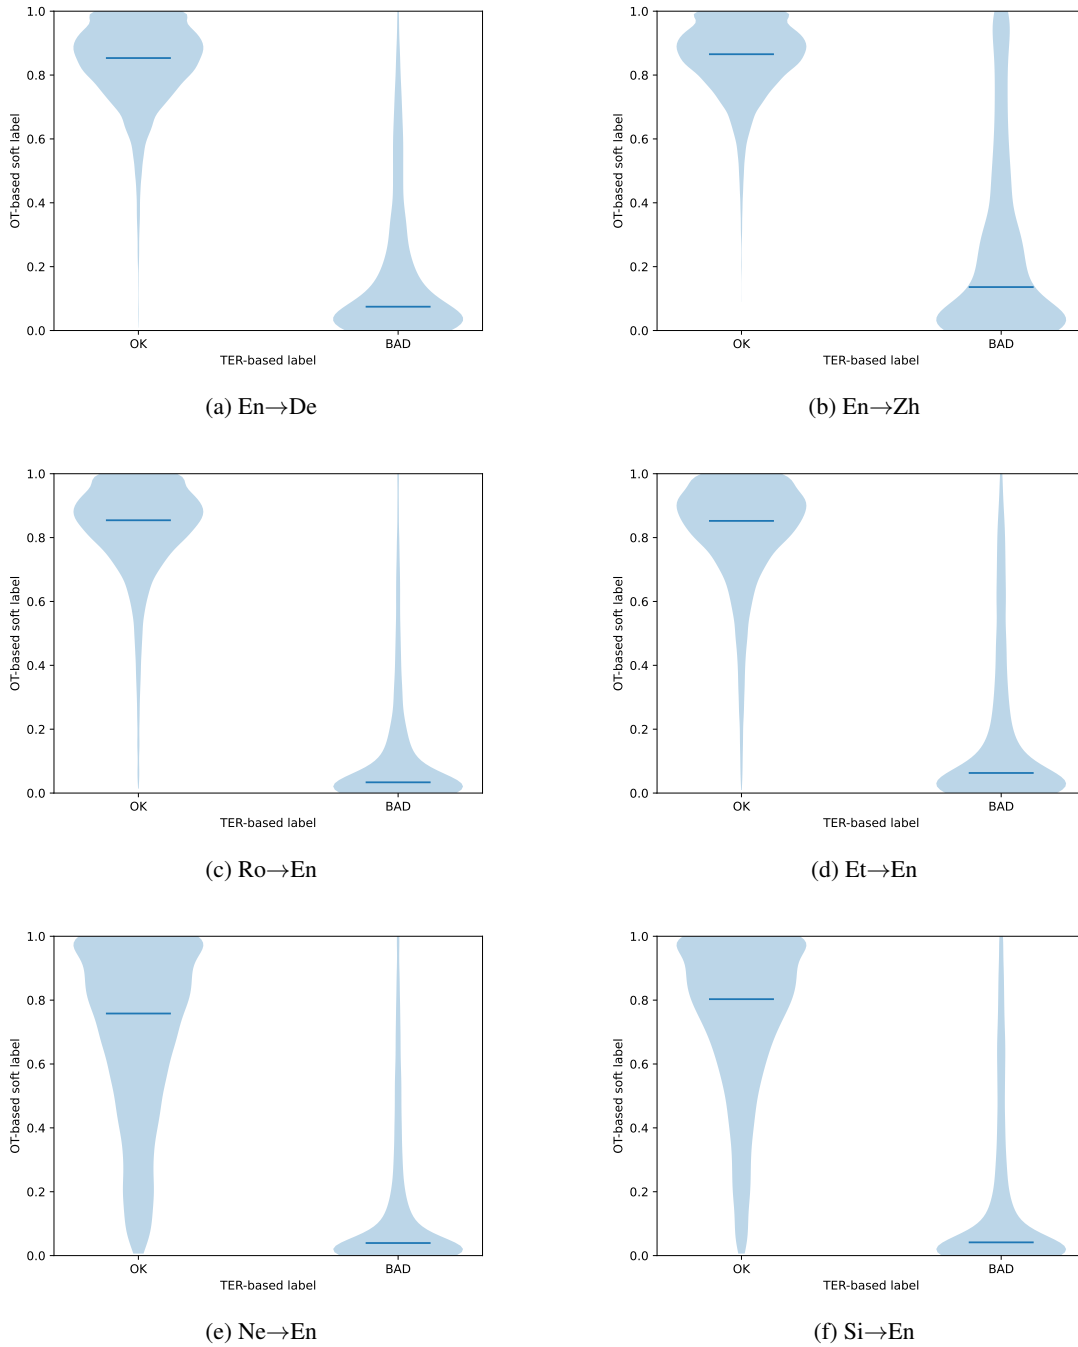 1.0
0.8
0.6
0.4
0.2
0.0
OT-based soft label
OK
BAD
TER-based label
(a) En→De
1.0
0.8
0.6
0.4
0.2
0.0
OT-based soft label
OK
BAD
TER-based label
(b) En→Zh
1.0
0.8
0.6
0.4
0.2
0.0
OT-based soft label
OK
BAD
TER-based label
(c) Ro→En
1.0
0.8
0.6
0.4
0.2
0.0
OT-based soft label
OK
BAD
TER-based label
(d) Et→En
1.0
0.8
0.6
0.4
0.2
0.0
OT-based soft label
OK
BAD
TER-based label
(e) Ne→En
1.0
0.8
0.6
0.4
0.2
0.0
OT-based soft label
OK
BAD
TER-based label
(f) Si→En